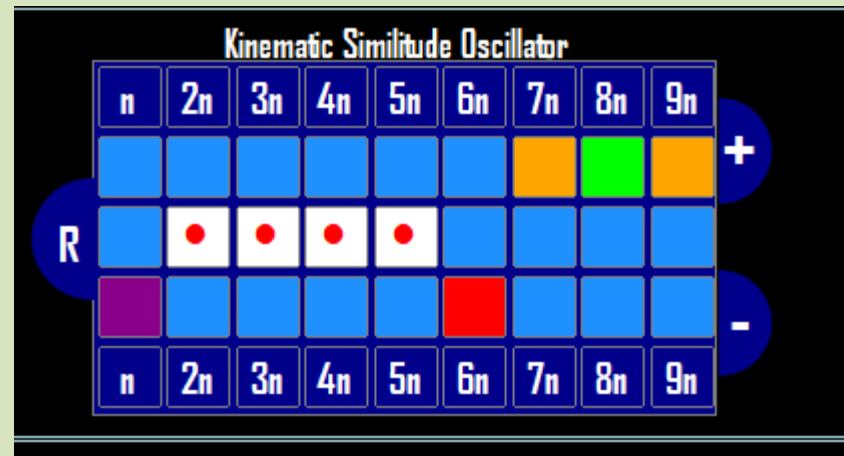 Kinematic Similitude Oscillator
n 2n 3n 4n 5n 6n 7n 8n 9n
+
R
-
n 2n 3n 4n 5n 6n 7n 8n 9n